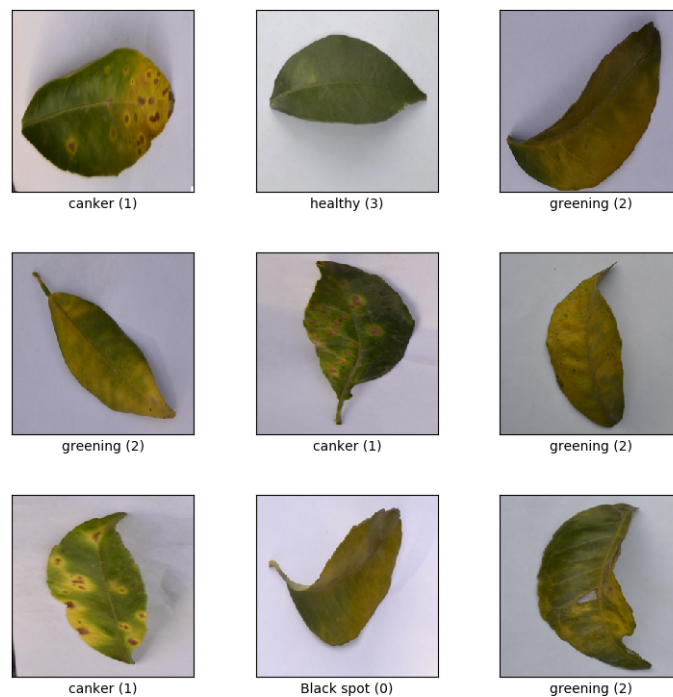 canker (1)
healthy (3)
greening (2)
greening (2)
canker (1)
greening (2)
canker (1)
Black spot (0)
greening (2)